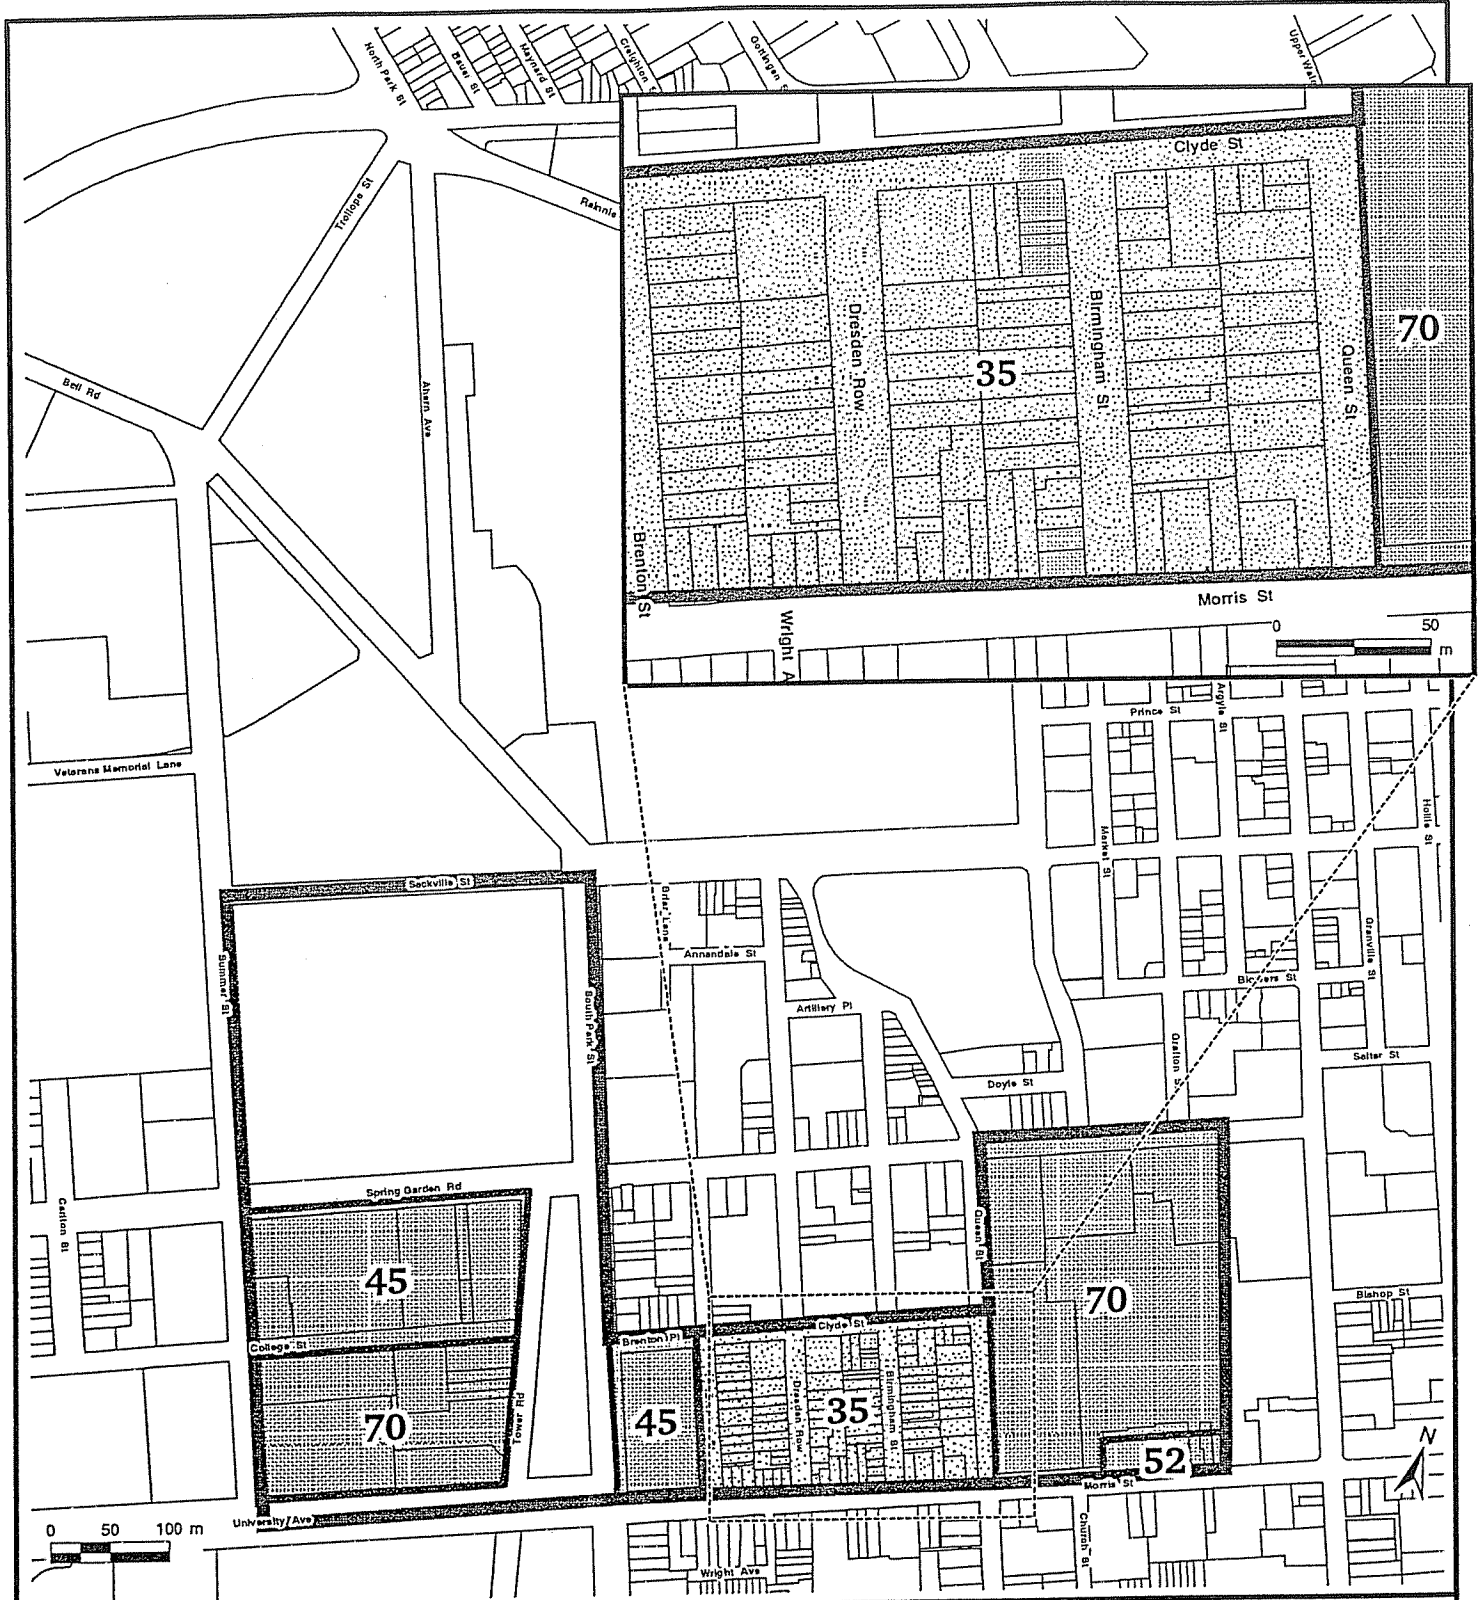 North Park St
Bauer St
Maynard St
Creighton S
Gottingen S
Trollope St
Rainnie
Clyde St
Bell Rd
Ahern Ave
Dresden Row
Birmingham St
Queen St
70
35
Brenton St
Wright A
Morris St
0 50 m
Prince St
Argyle St
Veterans Memorial Lane
Market St
Hollis St
Sackville St
Brier Lane
Annandale St
Granville St
Summer St
South Park St
Artillery Pl
Blowers St
Grafton St
Salter St
Doyle St
Carlton St
Spring Garden Rd
Queen St
45
70
Bishop St
College St
Brenton Pl
Clyde St
70
Tower Rd
45
Dresden Row
35
Birmingham St
52
N
Morris St
University Ave
0 50 100 m
Church St
Wright Ave